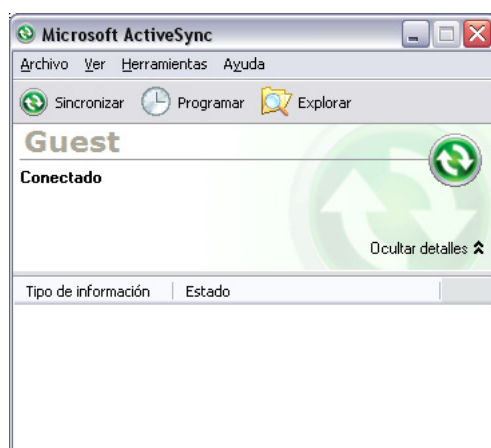 Microsoft ActiveSync
Archivo Ver Herramientas Ayuda
Sincronizar Programar Explorar
Guest
Conectado
Ocultar detalles
Tipo de información Estado